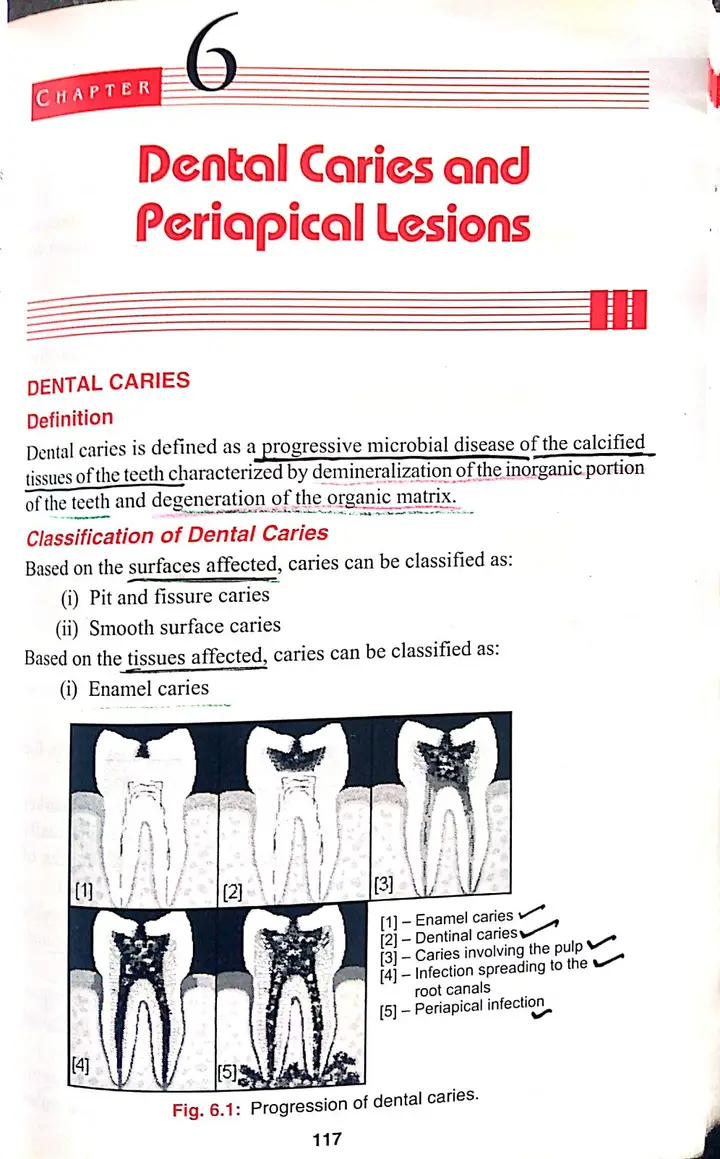 CHAPTER 6
Dental Caries and
Periapical Lesions
DENTAL CARIES
Definition
Dental caries is defined as a progressive microbial disease of the calcified
tissues of the teeth characterized by demineralization of the inorganic portion
of the teeth and degeneration of the organic matrix.
Classification of Dental Caries
Based on the surfaces affected, caries can be classified as:
(i) Pit and fissure caries
(ii) Smooth surface caries
Based on the tissues affected, caries can be classified as:
(i) Enamel caries
[1]
[2]
[3]
[4]
[5]
[1] – Enamel caries
[2] – Dentinal caries
[3] – Caries involving the pulp
[4] – Infection spreading to the
root canals
[5] – Periapical infection
Fig. 6.1: Progression of dental caries.
117